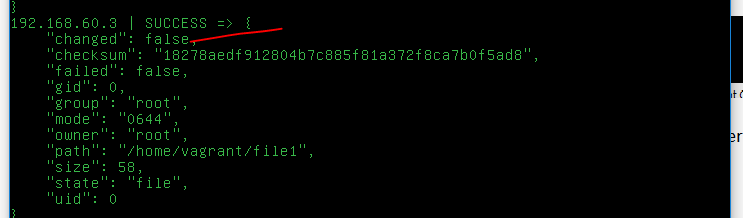 }
192.168.60.3 | SUCCESS => {
    "changed": false,
    "checksum": "18278aedf912804b7c885f81a372f8ca7b0f5ad8",
    "failed": false,
    "gid": 0,
    "group": "root",
    "mode": "0644",
    "owner": "root",
    "path": "/home/vagrant/file1",
    "size": 58,
    "state": "file",
    "uid": 0
}